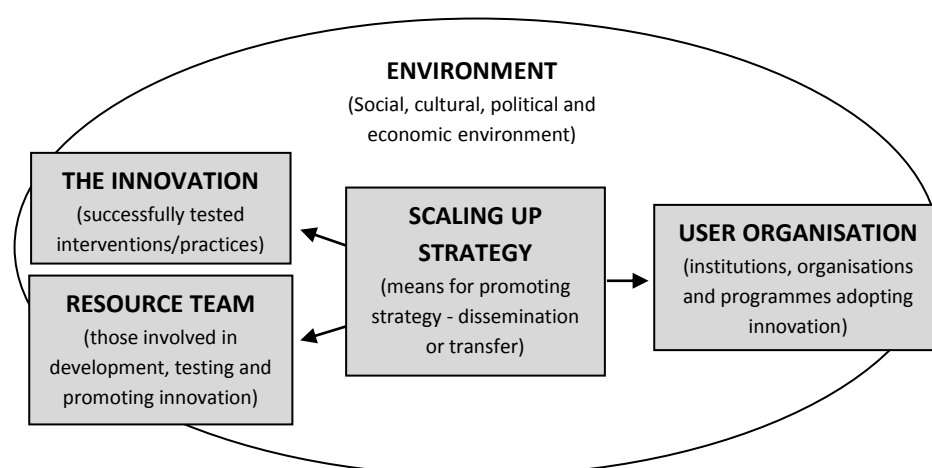 ENVIRONMENT
(Social, cultural, political and
economic environment)
THE INNOVATION
(successfully tested
interventions/practices)
RESOURCE TEAM
(those involved in
development, testing and
promoting innovation)
SCALING UP
STRATEGY
(means for promoting
strategy - dissemination
or transfer)
USER ORGANISATION
(institutions, organisations
and programmes adopting
innovation)